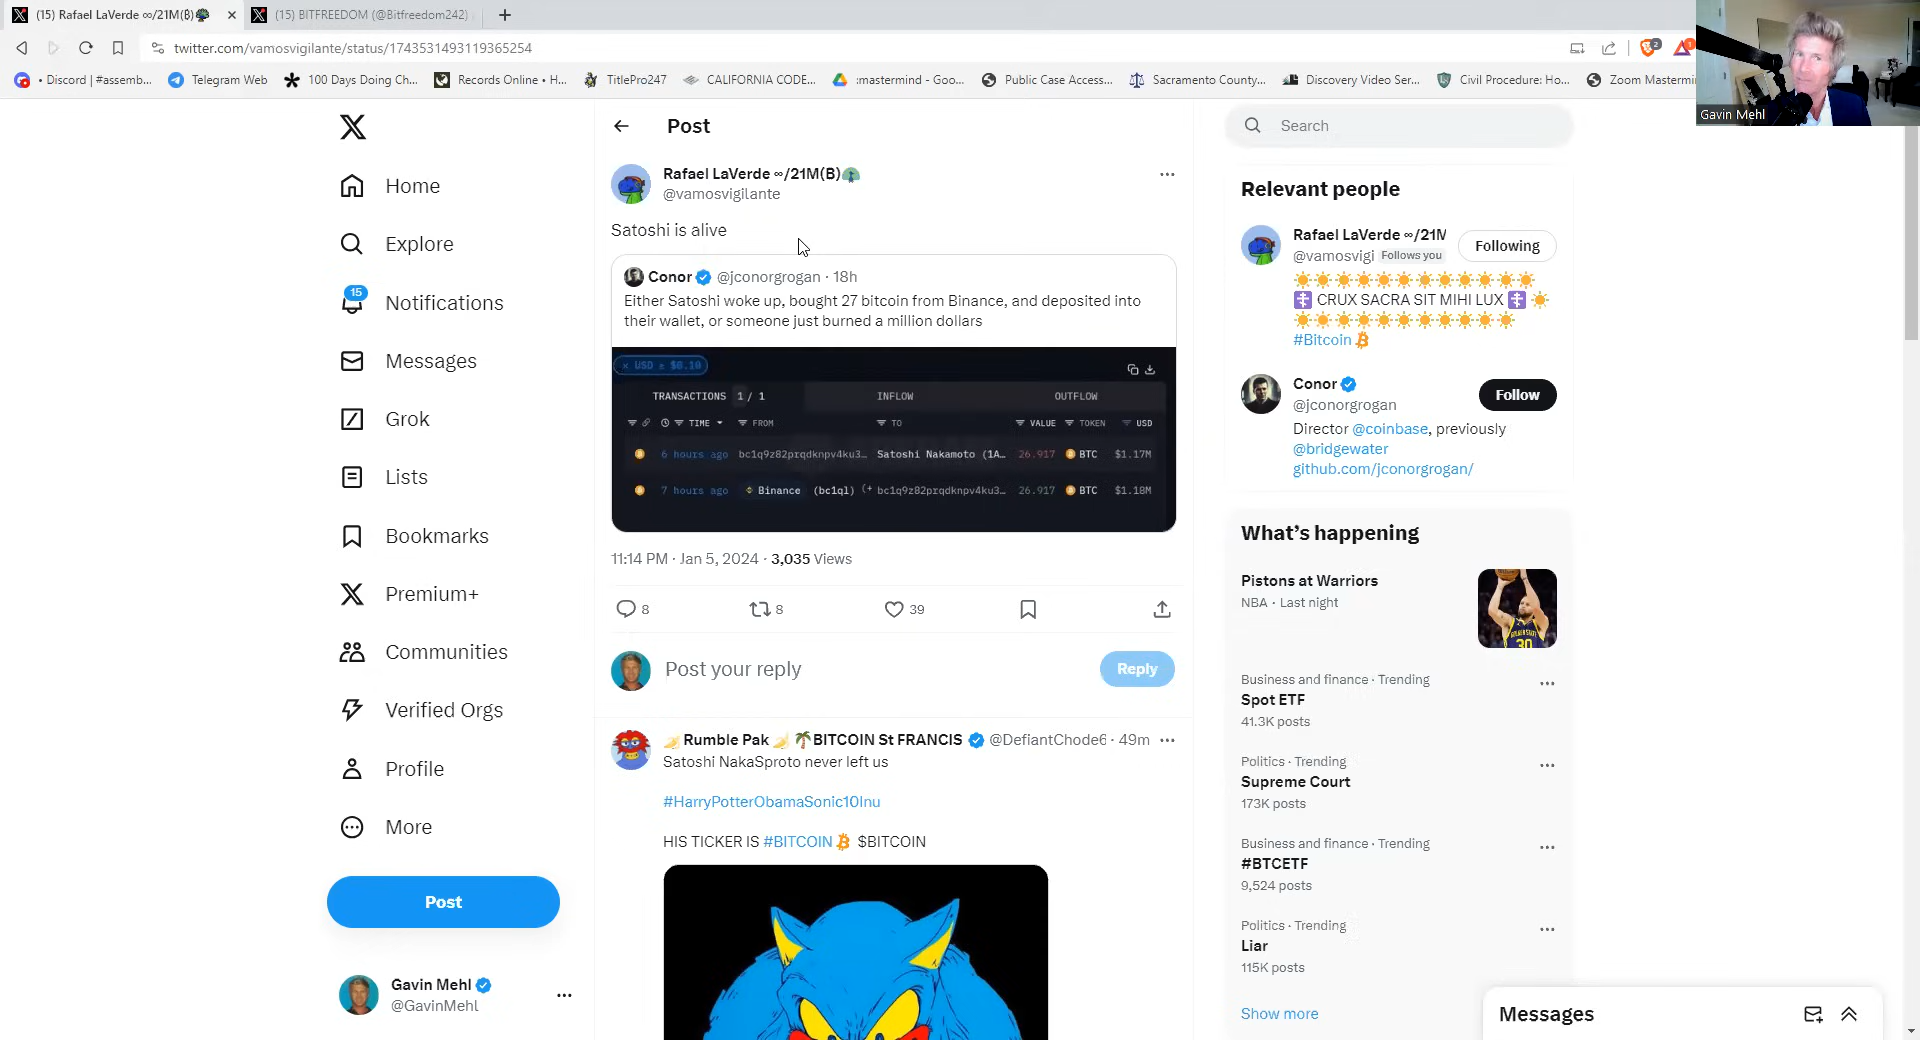 (15) Rafael LaVerde ∞/21M(₿)
(15) BITFREEDOM (@Bitfreedom242)
twitter.com/vamosvigilante/status/1743531493119365254
2
1
• Discord | #assemb...
Telegram Web
100 Days Doing Ch...
Records Online • H...
TitlePro247
CALIFORNIA CODE...
:mastermind - Goo...
Public Case Access...
Sacramento County...
Discovery Video Ser...
Civil Procedure: Ho...
Zoom Mastermi
Gavin Mehl
Home
Explore
15
Notifications
Messages
Grok
Lists
Bookmarks
Premium+
Communities
Verified Orgs
Profile
More
Post
Gavin Mehl
@GavinMehl
Post
Rafael LaVerde ∞/21M(B)
@vamosvigilante
Satoshi is alive
Conor @jconorgrogan · 18h
Either Satoshi woke up, bought 27 bitcoin from Binance, and deposited into
their wallet, or someone just burned a million dollars
× USD ≥ $0.10
TRANSACTIONS 1 / 1 INFLOW OUTFLOW
TIME FROM TO VALUE TOKEN USD
6 hours ago bc1q9z82prqdknpv4ku3… Satoshi Nakamoto (1A… 26.917 BTC $1.17M
7 hours ago Binance (bc1ql) (+ bc1q9z82prqdknpv4ku3… 26.917 BTC $1.18M
11:14 PM · Jan 5, 2024 · 3,035 Views
8 8 39
Post your reply
Reply
Rumble Pak BITCOIN St FRANCIS @DefiantChode6 · 49m
Satoshi NakaSproto never left us
#HarryPotterObamaSonic10Inu
HIS TICKER IS #BITCOIN $BITCOIN
Search
Relevant people
Rafael LaVerde ∞/21M
@vamosvigi Follows you
Following
CRUX SACRA SIT MIHI LUX
#Bitcoin
Conor
@jconorgrogan
Follow
Director @coinbase, previously
@bridgewater
github.com/jconorgrogan/
What's happening
Pistons at Warriors
NBA · Last night
30
Business and finance · Trending
Spot ETF
41.3K posts
Politics · Trending
Supreme Court
173K posts
Business and finance · Trending
#BTCETF
9,524 posts
Politics · Trending
Liar
115K posts
Show more
Messages